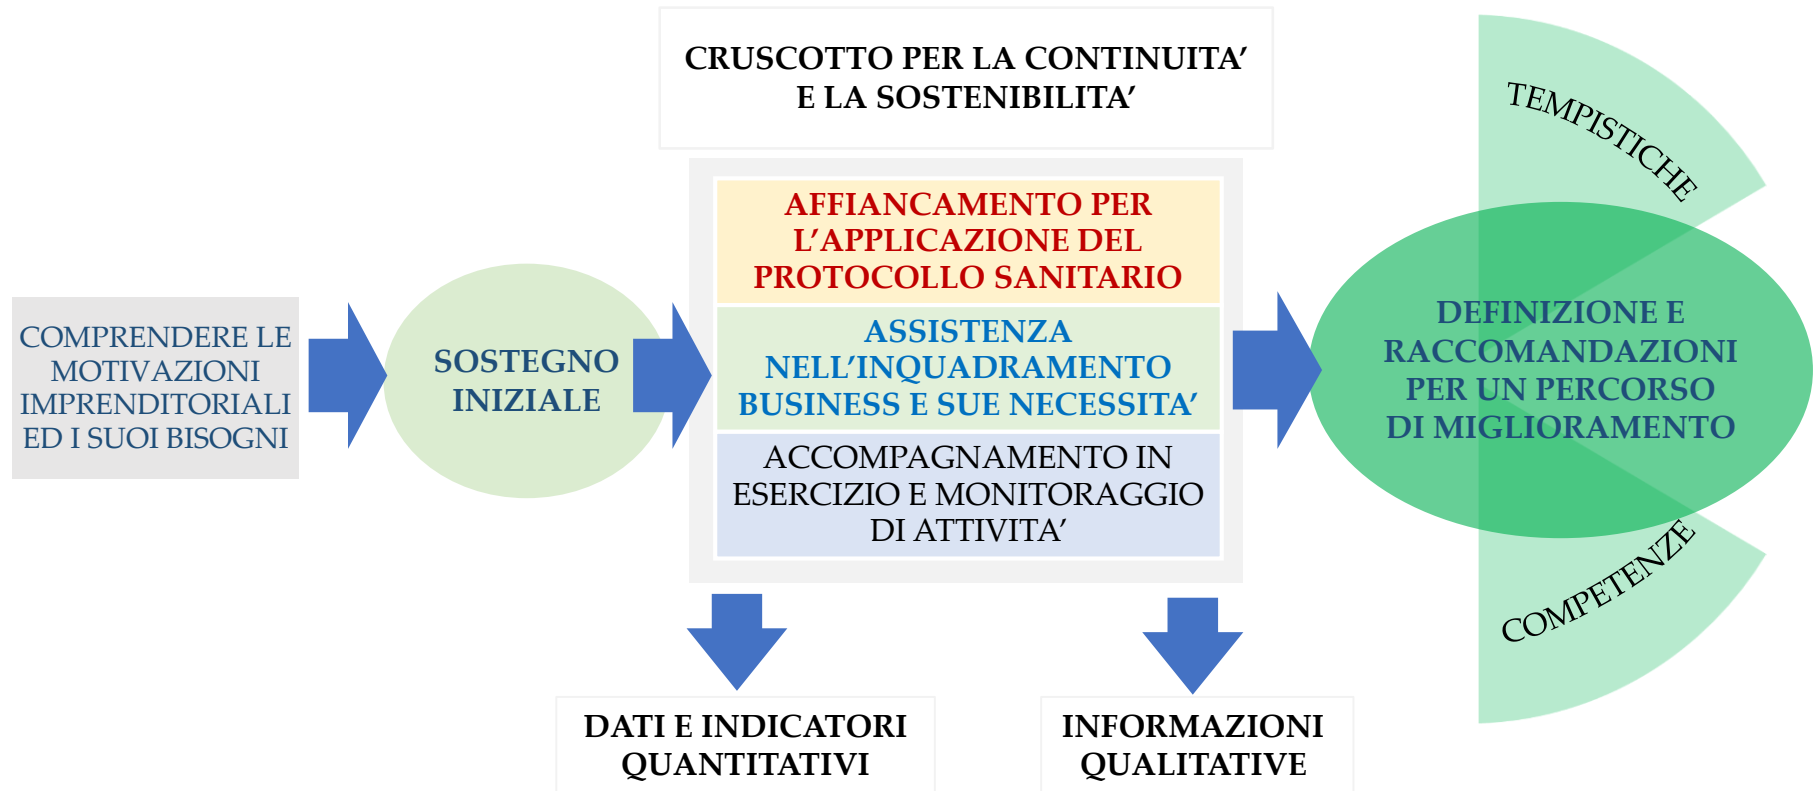 CRUSCOTTO PER LA CONTINUITA’
E LA SOSTENIBILITA’
COMPRENDERE LE
MOTIVAZIONI
IMPRENDITORIALI
ED I SUOI BISOGNI
SOSTEGNO
INIZIALE
AFFIANCAMENTO PER
L’APPLICAZIONE DEL
PROTOCOLLO SANITARIO
ASSISTENZA
NELL’INQUADRAMENTO
BUSINESS E SUE NECESSITA’
ACCOMPAGNAMENTO IN
ESERCIZIO E MONITORAGGIO
DI ATTIVITA’
TEMPISTICHE
DEFINIZIONE E
RACCOMANDAZIONI
PER UN PERCORSO
DI MIGLIORAMENTO
COMPETENZE
DATI E INDICATORI
QUANTITATIVI
INFORMAZIONI
QUALITATIVE